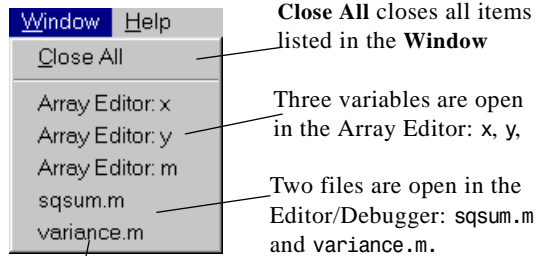 Window Help
Close All
Array Editor: x
Array Editor: y
Array Editor: m
sqsum.m
variance.m
Close All closes all items
listed in the Window
Three variables are open
in the Array Editor: x, y,
Two files are open in the
Editor/Debugger: sqsum.m
and variance.m.